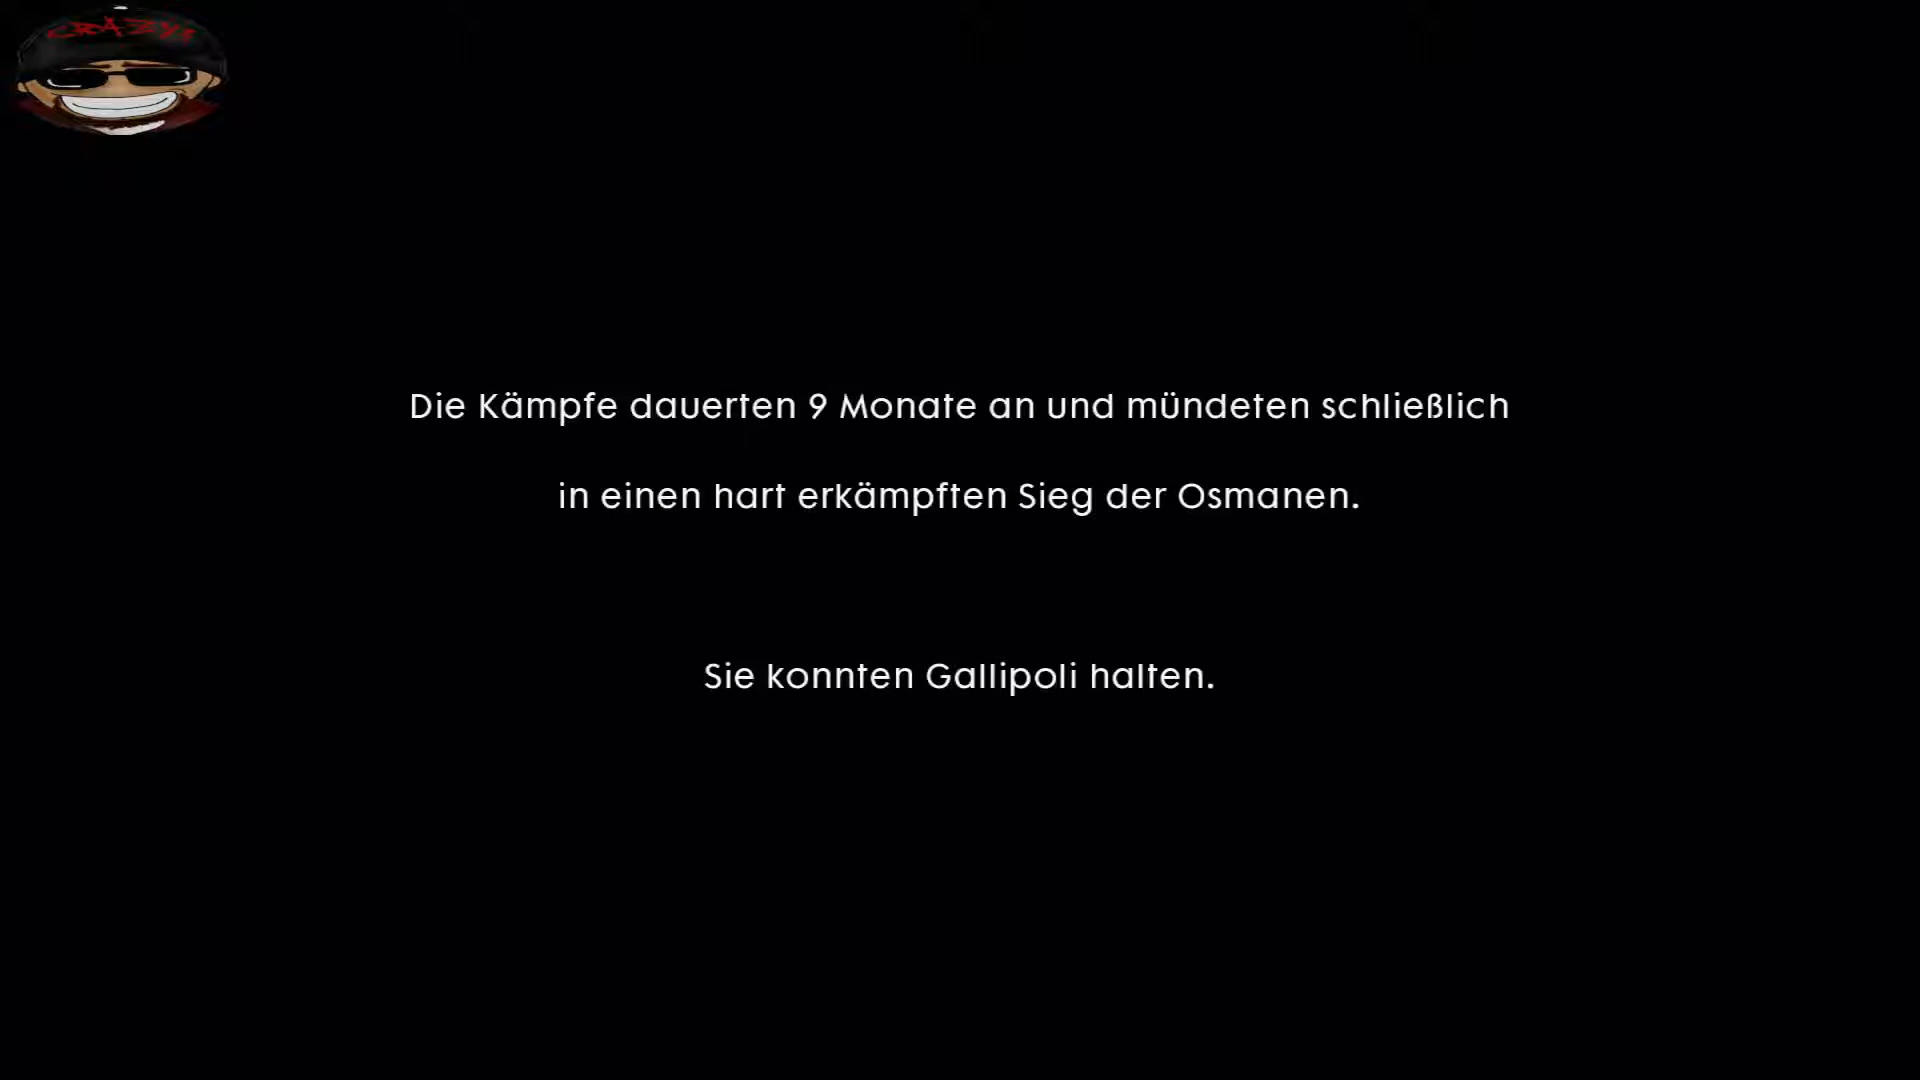 CRAZY
Die Kämpfe dauerten 9 Monate an und mündeten schließlich
in einen hart erkämpften Sieg der Osmanen.
Sie konnten Gallipoli halten.